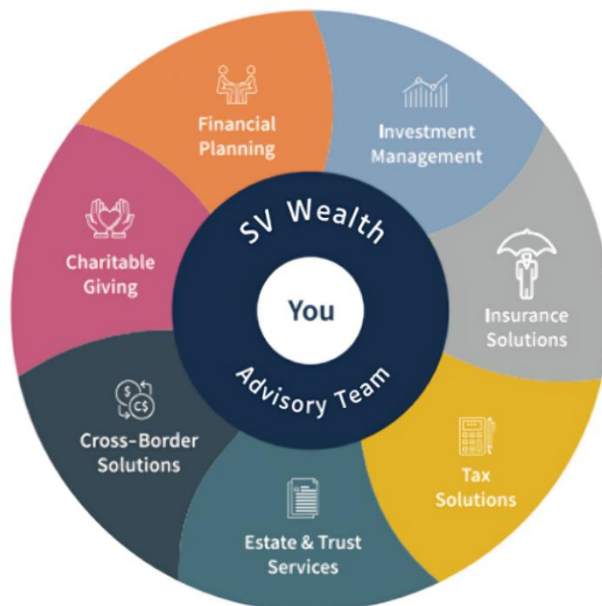 Financial
Planning
Investment
Management
Insurance
Solutions
Tax
Solutions
Estate & Trust
Services
Cross-Border
Solutions
$
C$
Charitable
Giving
SV Wealth
You
Advisory Team